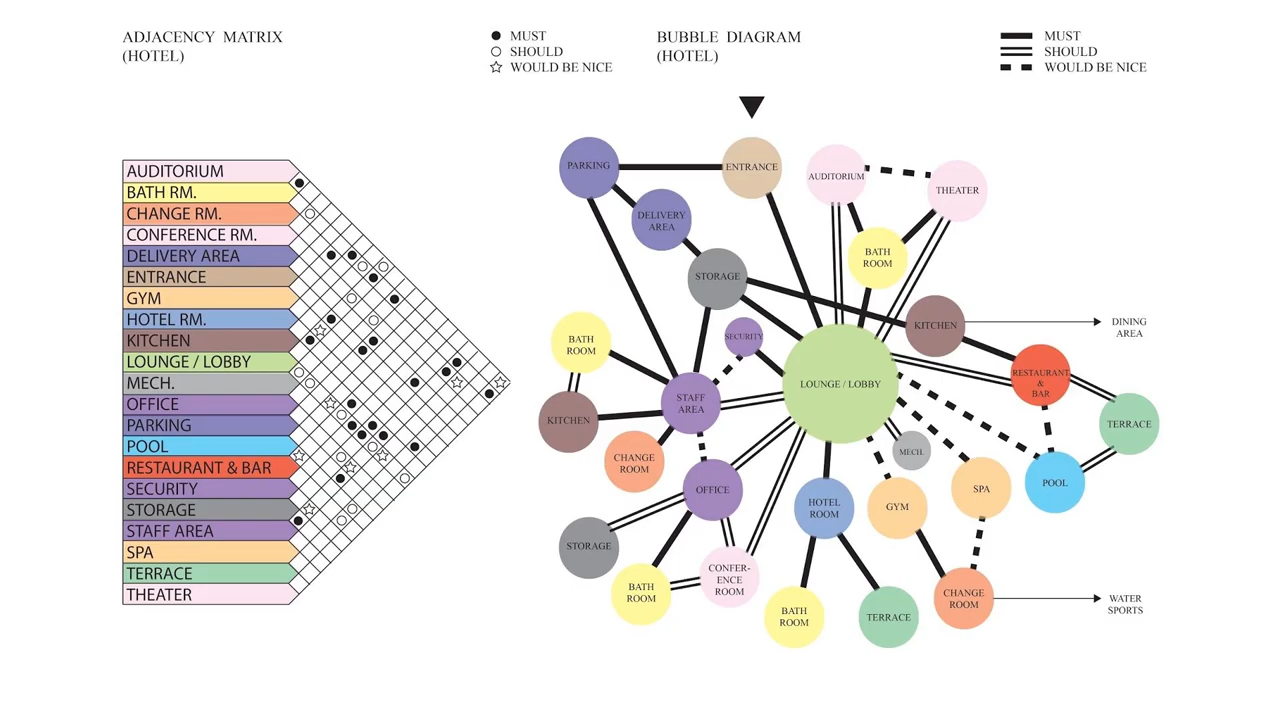 ADJACENCY MATRIX
(HOTEL)
MUST
SHOULD
WOULD BE NICE
BUBBLE DIAGRAM
(HOTEL)
MUST
SHOULD
WOULD BE NICE
AUDITORIUM
BATH RM.
CHANGE RM.
CONFERENCE RM.
DELIVERY AREA
ENTRANCE
GYM
HOTEL RM.
KITCHEN
LOUNGE / LOBBY
MECH.
OFFICE
PARKING
POOL
RESTAURANT & BAR
SECURITY
STORAGE
STAFF AREA
SPA
TERRACE
THEATER
PARKING
ENTRANCE
AUDITORIUM
THEATER
DELIVERY
AREA
BATH
ROOM
STORAGE
KITCHEN
DINING
AREA
SECURITY
BATH
ROOM
LOUNGE / LOBBY
RESTAURANT
&
BAR
STAFF
AREA
KITCHEN
TERRACE
CHANGE
ROOM
MECH.
OFFICE
HOTEL
ROOM
GYM
SPA
POOL
STORAGE
BATH
ROOM
CONFER-
ENCE
ROOM
BATH
ROOM
TERRACE
CHANGE
ROOM
WATER
SPORTS